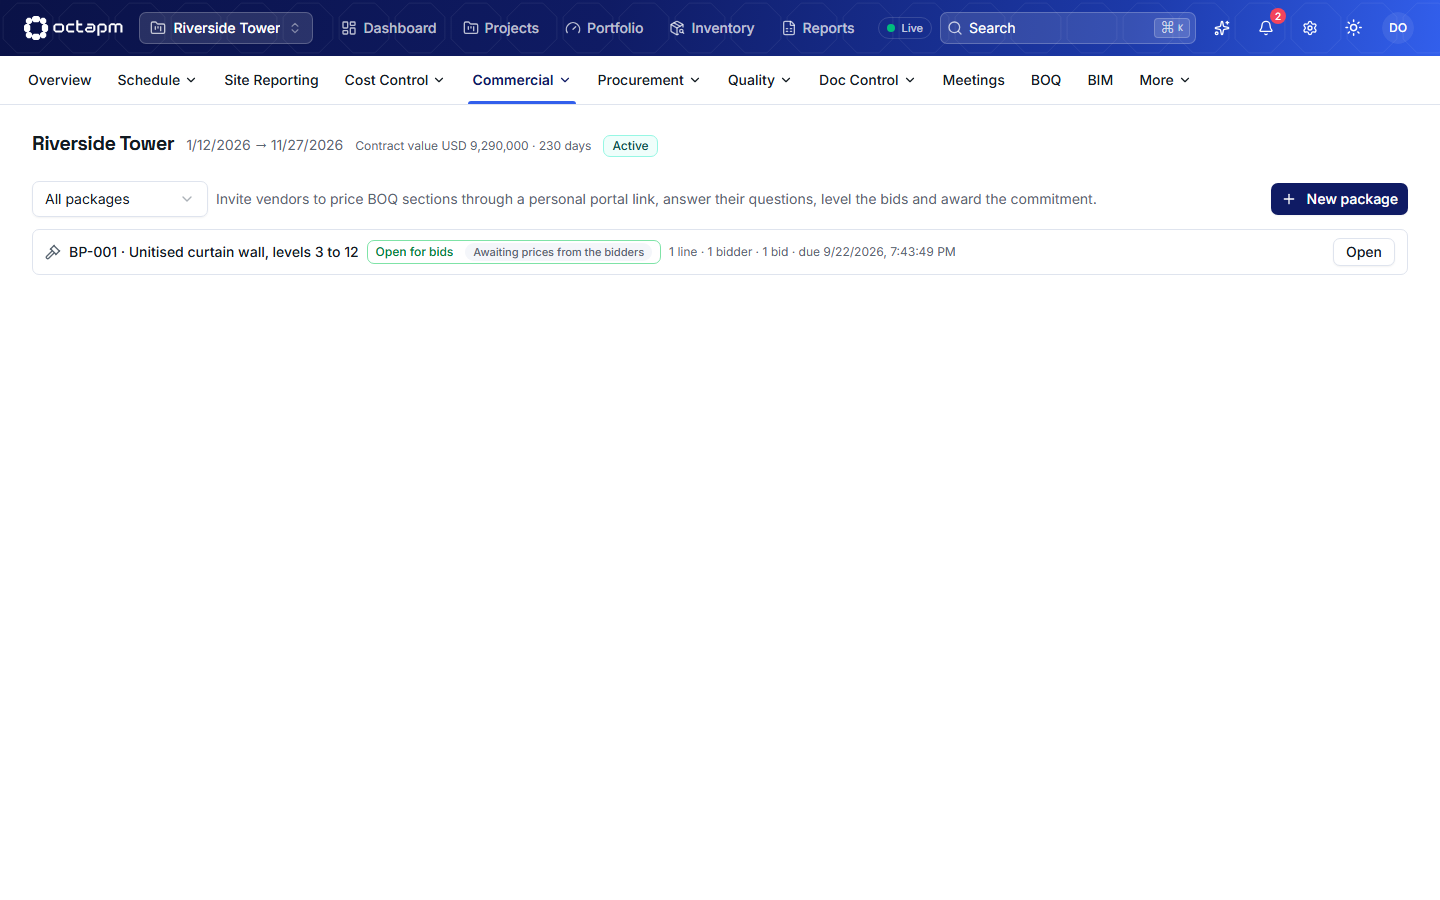 octapm
Riverside Tower
Dashboard
Projects
Portfolio
Inventory
Reports
Live
Search
⌘ K
2
DO
Overview
Schedule
Site Reporting
Cost Control
Commercial
Procurement
Quality
Doc Control
Meetings
BOQ
BIM
More
Riverside Tower 1/12/2026 → 11/27/2026 Contract value USD 9,290,000 · 230 days Active
All packages
Invite vendors to price BOQ sections through a personal portal link, answer their questions, level the bids and award the commitment.
+ New package
BP-001 · Unitised curtain wall, levels 3 to 12 Open for bids Awaiting prices from the bidders 1 line · 1 bidder · 1 bid · due 9/22/2026, 7:43:49 PM
Open